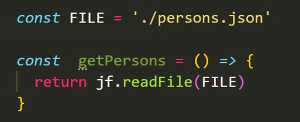 const FILE = './persons.json'
const getPersons = () => {
return jf.readFile(FILE)
}